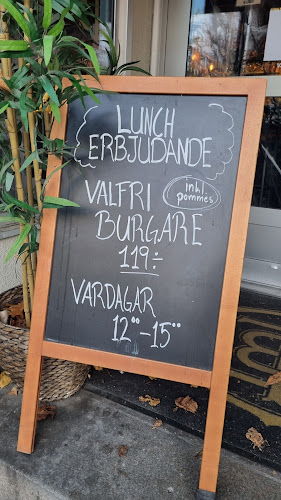 LUNCH
ERBJUDANDE
VALFRI
inkl.
pommes
BURGARE
119:-
VARDAGAR
12⁰⁰-15⁰⁰